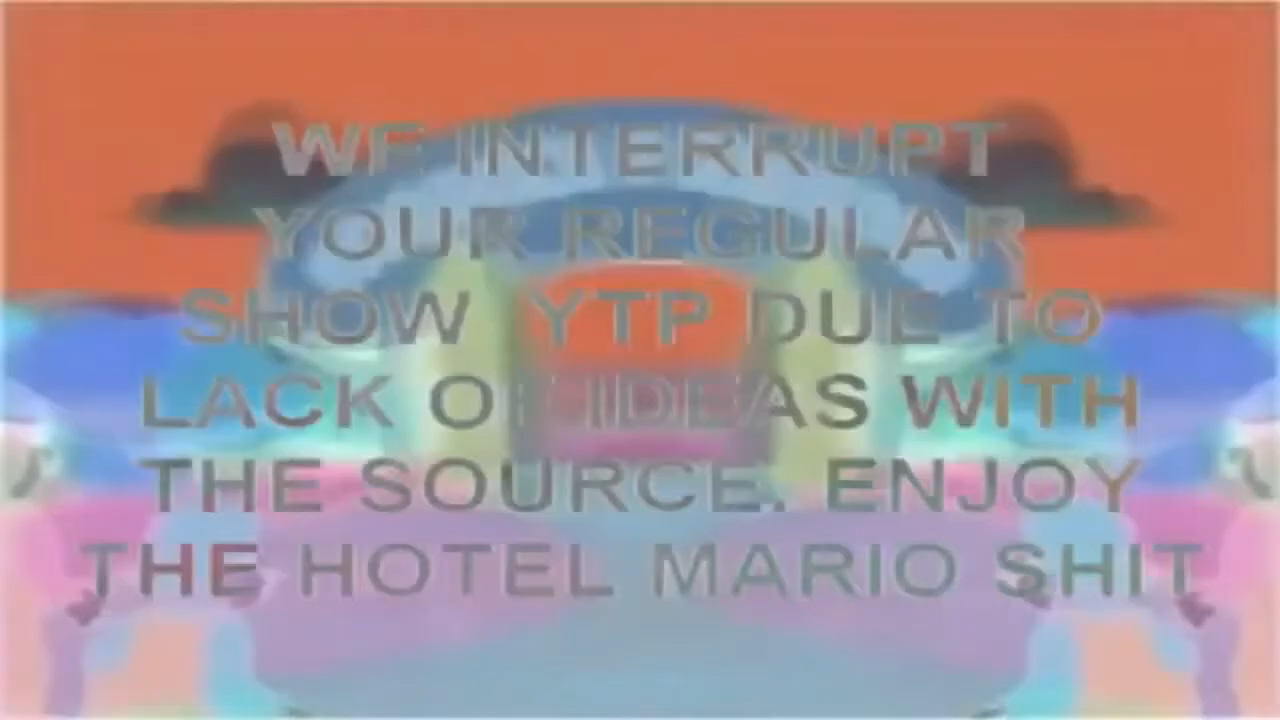 WE INTERRUPT
YOUR REGULAR
SHOW YTP DUE TO
LACK OF IDEAS WITH
THE SOURCE. ENJOY
THE HOTEL MARIO SHIT